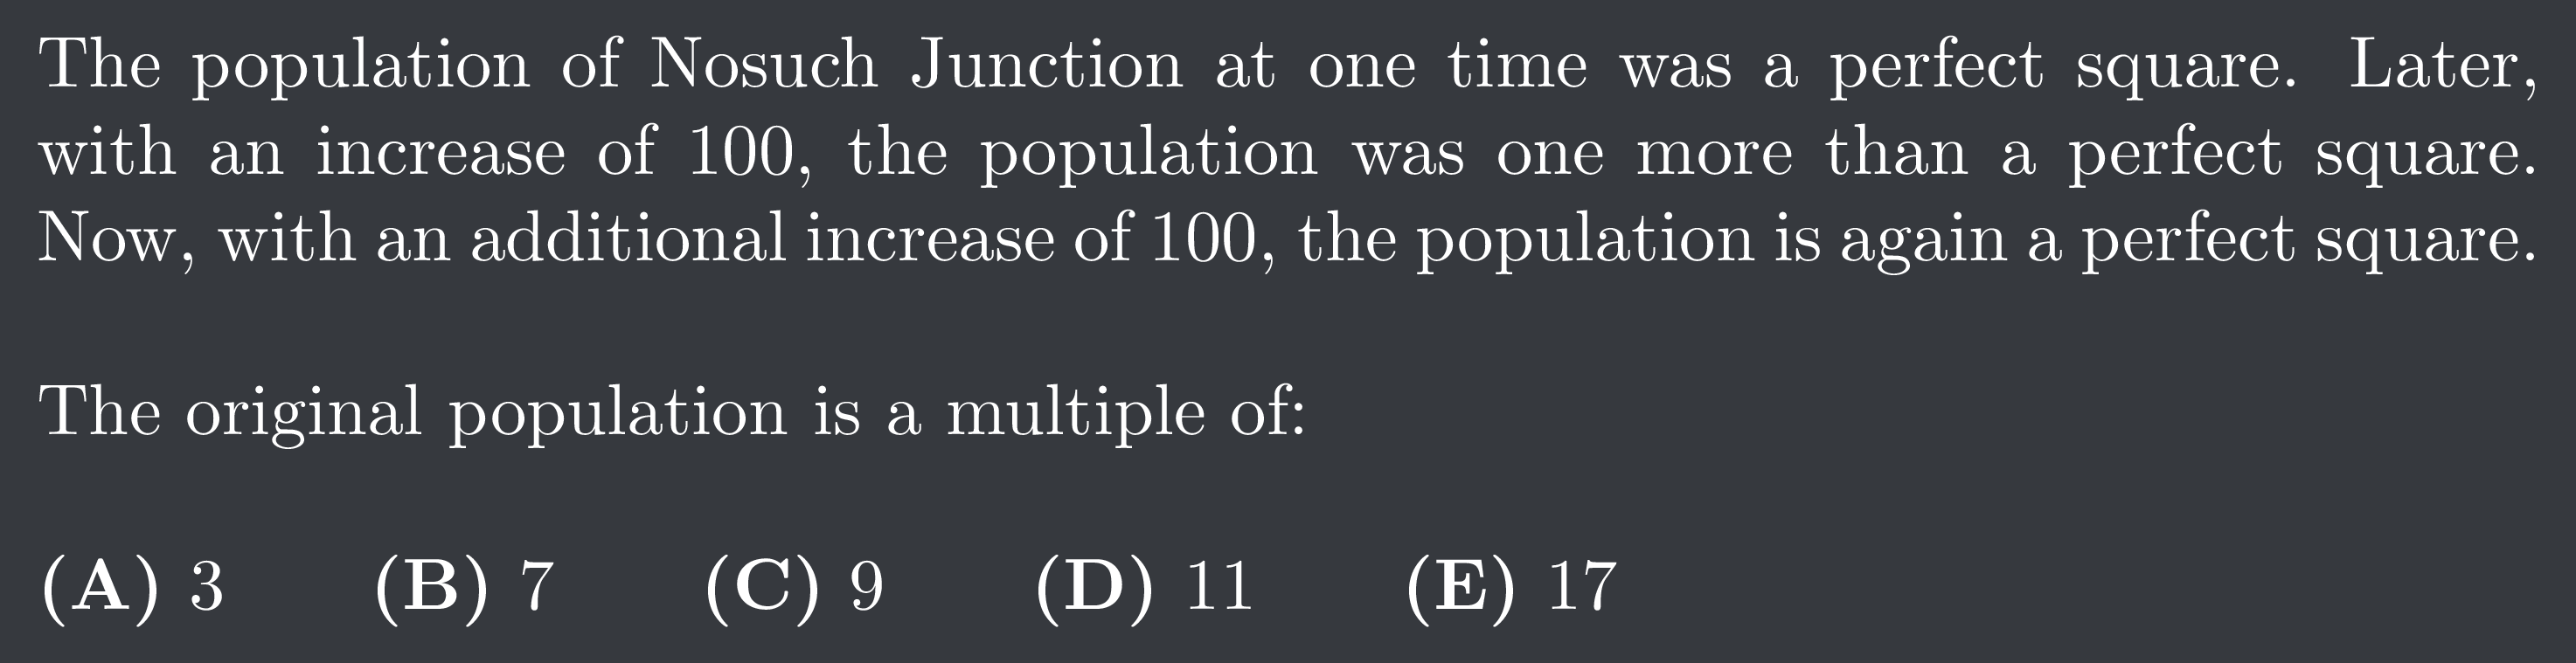 The population of Nosuch Junction at one time was a perfect square. Later,
with an increase of 100, the population was one more than a perfect square.
Now, with an additional increase of 100, the population is again a perfect square.
The original population is a multiple of:
(A) 3 (B) 7 (C) 9 (D) 11 (E) 17